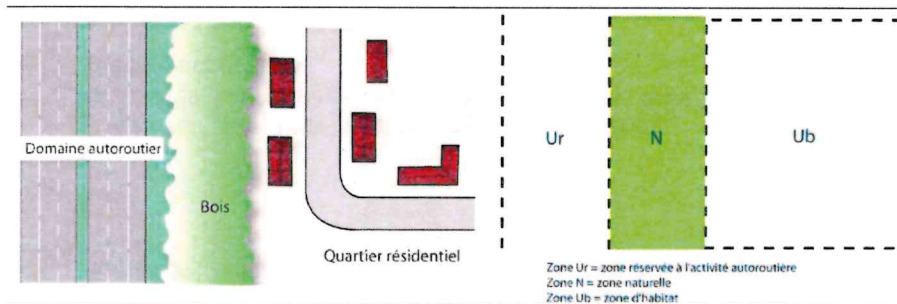 Domaine autoroutier
Bois
Quartier résidentiel
Ur
N
Ub
Zone Ur = zone réservée à l'activité autoroutière
Zone N = zone naturelle
Zone Ub = zone d'habitat